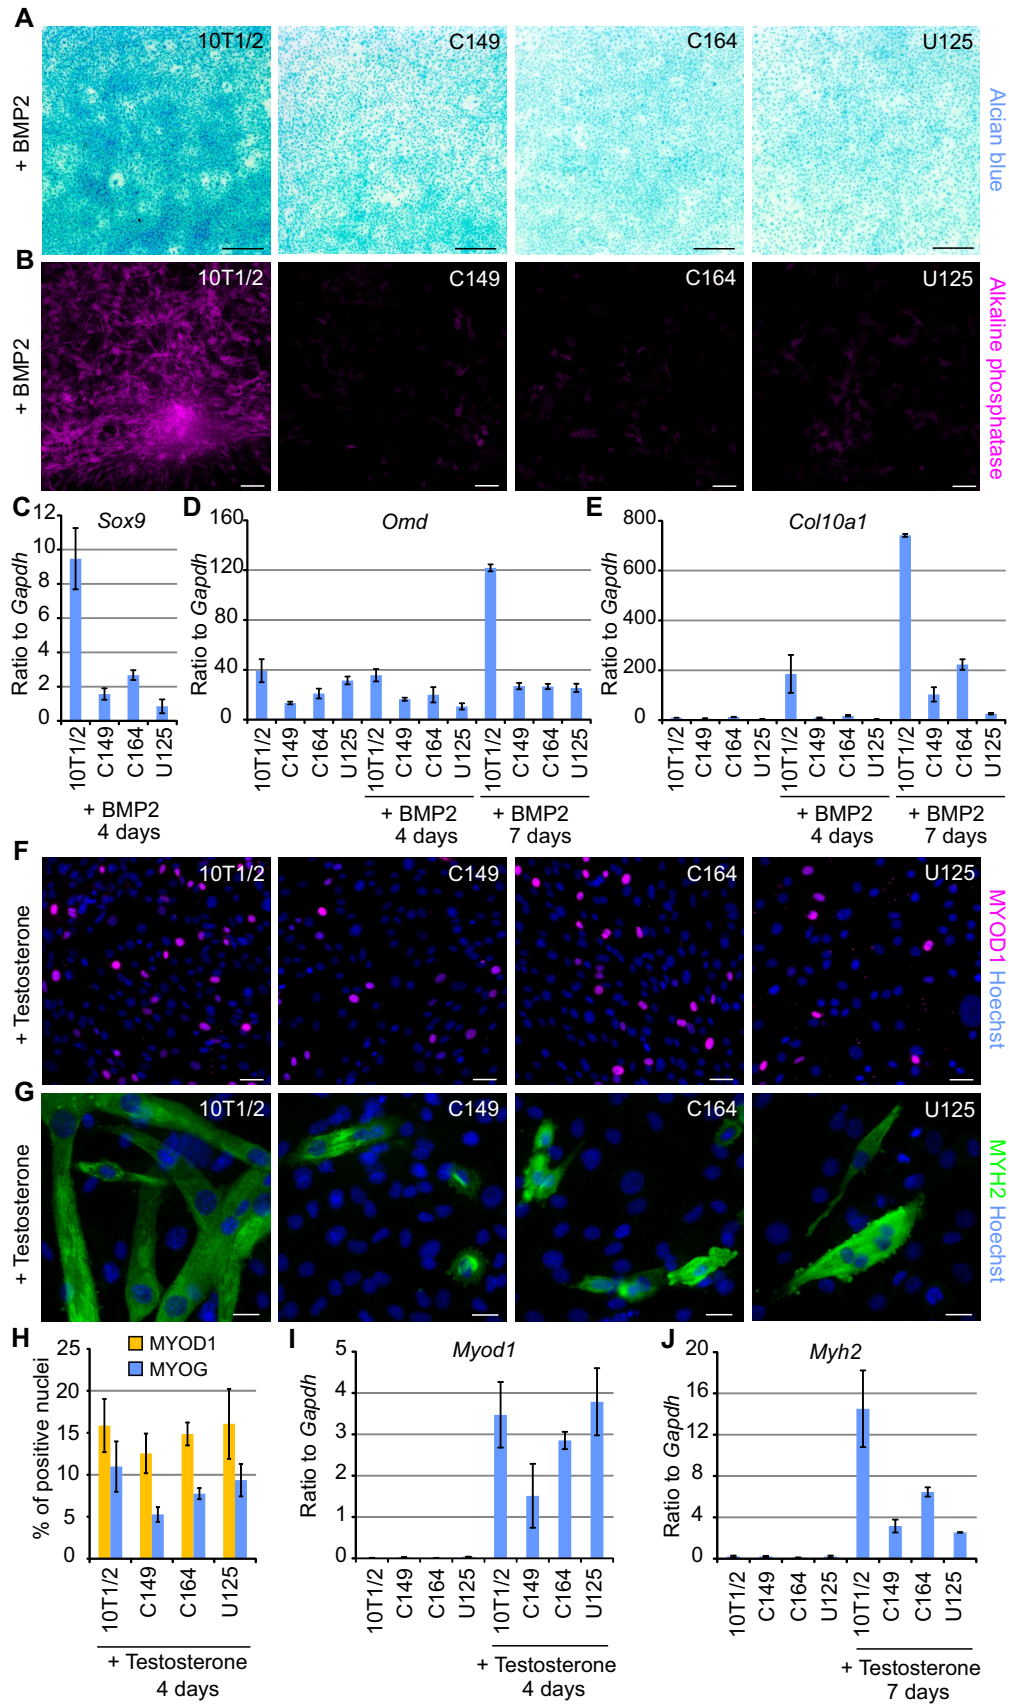 A
10T1/2
C149
C164
U125
+ BMP2
Alcian blue
B
10T1/2
C149
C164
U125
+ BMP2
Alkaline phosphatase
C
Sox9
Ratio to Gapdh
12
10
8
6
4
2
0
10T1/2
C149
C164
U125
+ BMP2
4 days
D
Omd
Ratio to Gapdh
160
120
80
40
0
10T1/2
C149
C164
U125
10T1/2
C149
C164
U125
10T1/2
C149
C164
U125
+ BMP2
4 days
+ BMP2
7 days
E
Col10a1
Ratio to Gapdh
800
600
400
200
0
10T1/2
C149
C164
U125
10T1/2
C149
C164
U125
10T1/2
C149
C164
U125
+ BMP2
4 days
+ BMP2
7 days
F
10T1/2
C149
C164
U125
+ Testosterone
MYOD1 Hoechst
G
10T1/2
C149
C164
U125
+ Testosterone
MYH2 Hoechst
H
MYOD1
MYOG
% of positive nuclei
25
20
15
10
5
0
10T1/2
C149
C164
U125
+ Testosterone
4 days
I
Myod1
Ratio to Gapdh
5
4
3
2
1
0
10T1/2
C149
C164
U125
10T1/2
C149
C164
U125
+ Testosterone
4 days
J
Myh2
Ratio to Gapdh
20
16
12
8
4
0
10T1/2
C149
C164
U125
10T1/2
C149
C164
U125
+ Testosterone
7 days